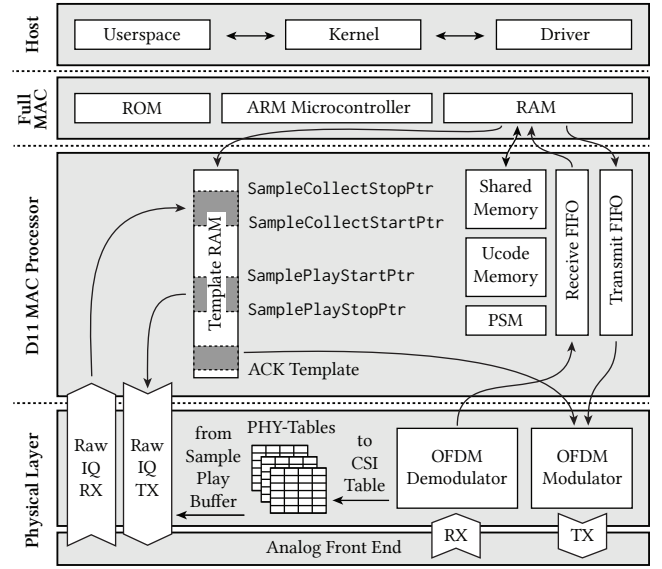 Host
Userspace
Kernel
Driver
Full
MAC
ROM
ARM Microcontroller
RAM
D11 MAC Processor
Template RAM
SampleCollectStopPtr
SampleCollectStartPtr
SamplePlayStartPtr
SamplePlayStopPtr
ACK Template
Shared
Memory
Ucode
Memory
PSM
Receive FIFO
Transmit FIFO
Physical Layer
Raw
IQ
RX
Raw
IQ
TX
from
Sample
Play
Buffer
PHY-Tables
to
CSI
Table
OFDM
Demodulator
OFDM
Modulator
Analog Front End
RX
TX